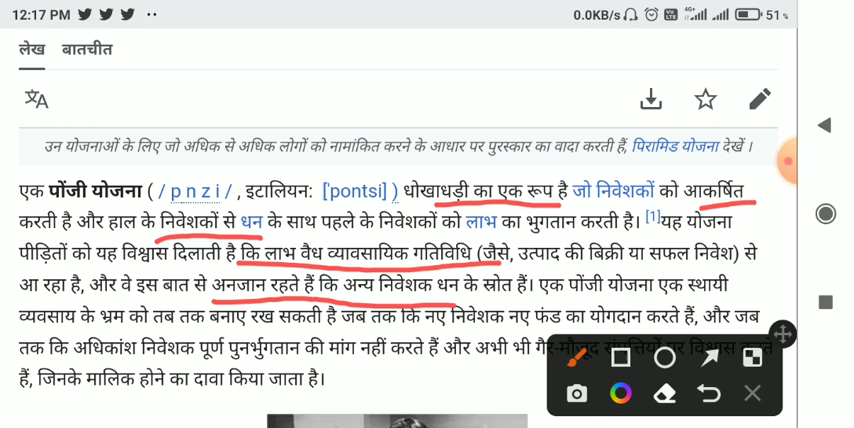 12:17 PM
0.0KB/s
4G+
51%
लेख बातचीत
उन योजनाओं के लिए जो अधिक से अधिक लोगों को नामांकित करने के आधार पर पुरस्कार का वादा करती हैं, पिरामिड योजना देखें ।
एक पोंजी योजना ( / p n z i / , इटालियन: ['pontsi] ) धोखाधड़ी का एक रूप है जो निवेशकों को आकर्षित
करती है और हाल के निवेशकों से धन के साथ पहले के निवेशकों को लाभ का भुगतान करती है। [1]यह योजना
पीड़ितों को यह विश्वास दिलाती है कि लाभ वैध व्यावसायिक गतिविधि (जैसे, उत्पाद की बिक्री या सफल निवेश) से
आ रहा है, और वे इस बात से अनजान रहते हैं कि अन्य निवेशक धन के स्रोत हैं। एक पोंजी योजना एक स्थायी
व्यवसाय के भ्रम को तब तक बनाए रख सकती है जब तक कि नए निवेशक नए फंड का योगदान करते हैं, और जब
तक कि अधिकांश निवेशक पूर्ण पुनर्भुगतान की मांग नहीं करते हैं और अभी भी गैर-मौजूद संपत्तियों पर विश्वास करते
हैं, जिनके मालिक होने का दावा किया जाता है।